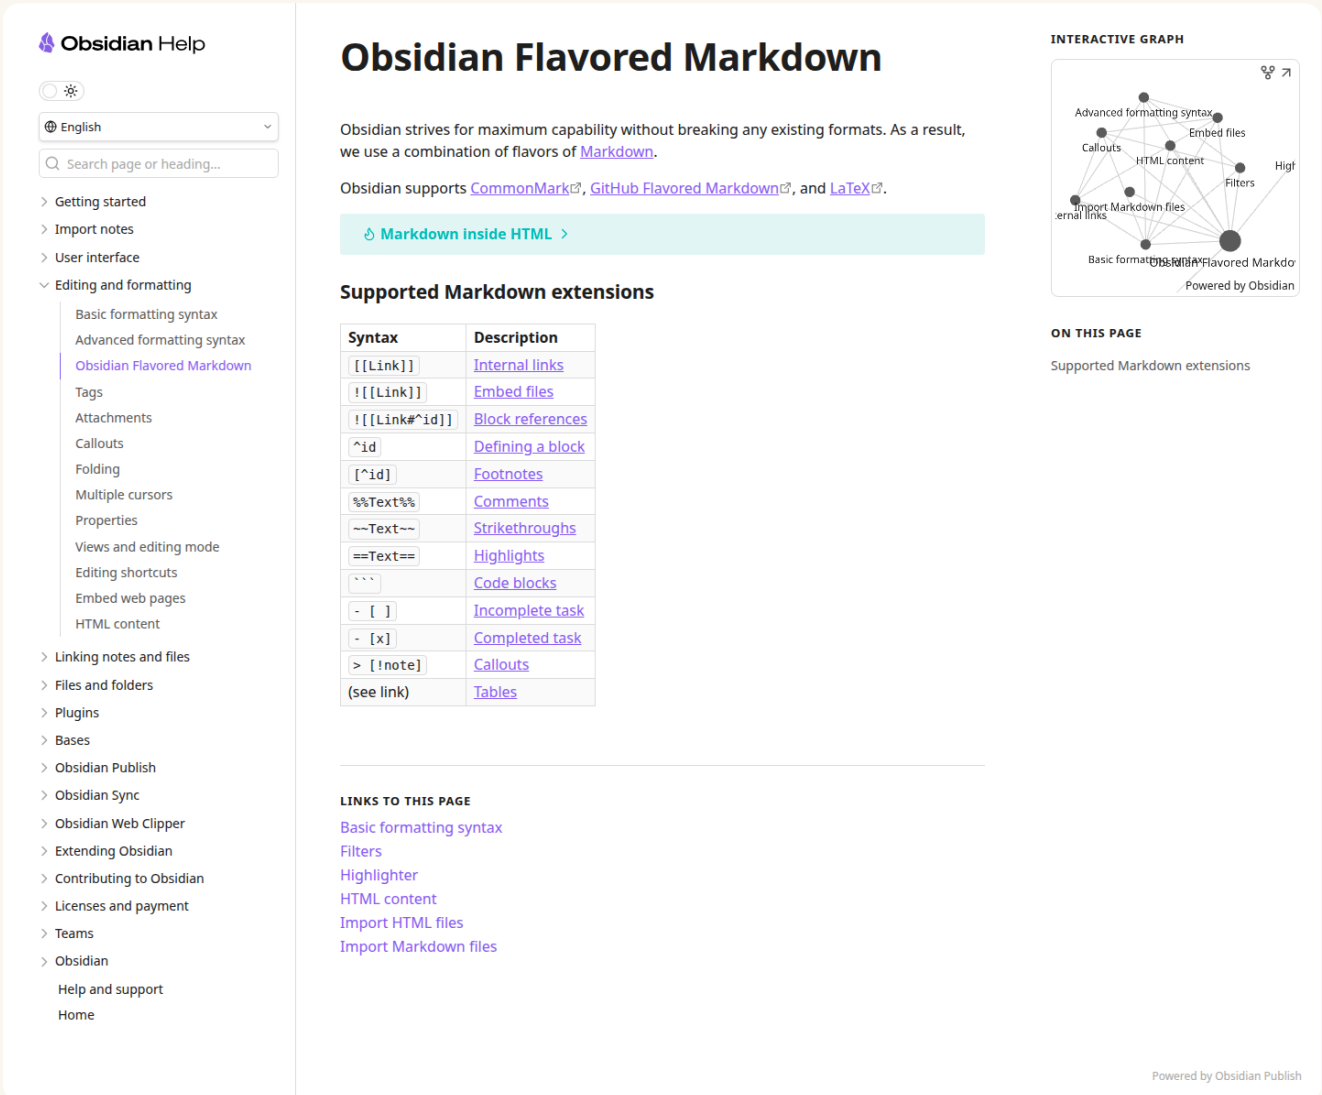 Obsidian Help
English
Search page or heading...
Getting started
Import notes
User interface
Editing and formatting
Basic formatting syntax
Advanced formatting syntax
Obsidian Flavored Markdown
Tags
Attachments
Callouts
Folding
Multiple cursors
Properties
Views and editing mode
Editing shortcuts
Embed web pages
HTML content
Linking notes and files
Files and folders
Plugins
Bases
Obsidian Publish
Obsidian Sync
Obsidian Web Clipper
Extending Obsidian
Contributing to Obsidian
Licenses and payment
Teams
Obsidian
Help and support
Home
Obsidian Flavored Markdown
Obsidian strives for maximum capability without breaking any existing formats. As a result,
we use a combination of flavors of Markdown.
Obsidian supports CommonMark, GitHub Flavored Markdown, and LaTeX.
Markdown inside HTML
Supported Markdown extensions
Syntax Description
[[Link]] Internal links
![[Link]] Embed files
![[Link#^id]] Block references
^id Defining a block
[^id] Footnotes
%%Text%% Comments
~~Text~~ Strikethroughs
==Text== Highlights
``` Code blocks
- [ ] Incomplete task
- [x] Completed task
> [!note] Callouts
(see link) Tables
LINKS TO THIS PAGE
Basic formatting syntax
Filters
Highlighter
HTML content
Import HTML files
Import Markdown files
INTERACTIVE GRAPH
Advanced formatting syntax
Embed files
Callouts
HTML content
High
Filters
Import Markdown files
ernal links
Basic formatting syntax
Obsidian Flavored Markdo
Powered by Obsidian
ON THIS PAGE
Supported Markdown extensions
Powered by Obsidian Publish